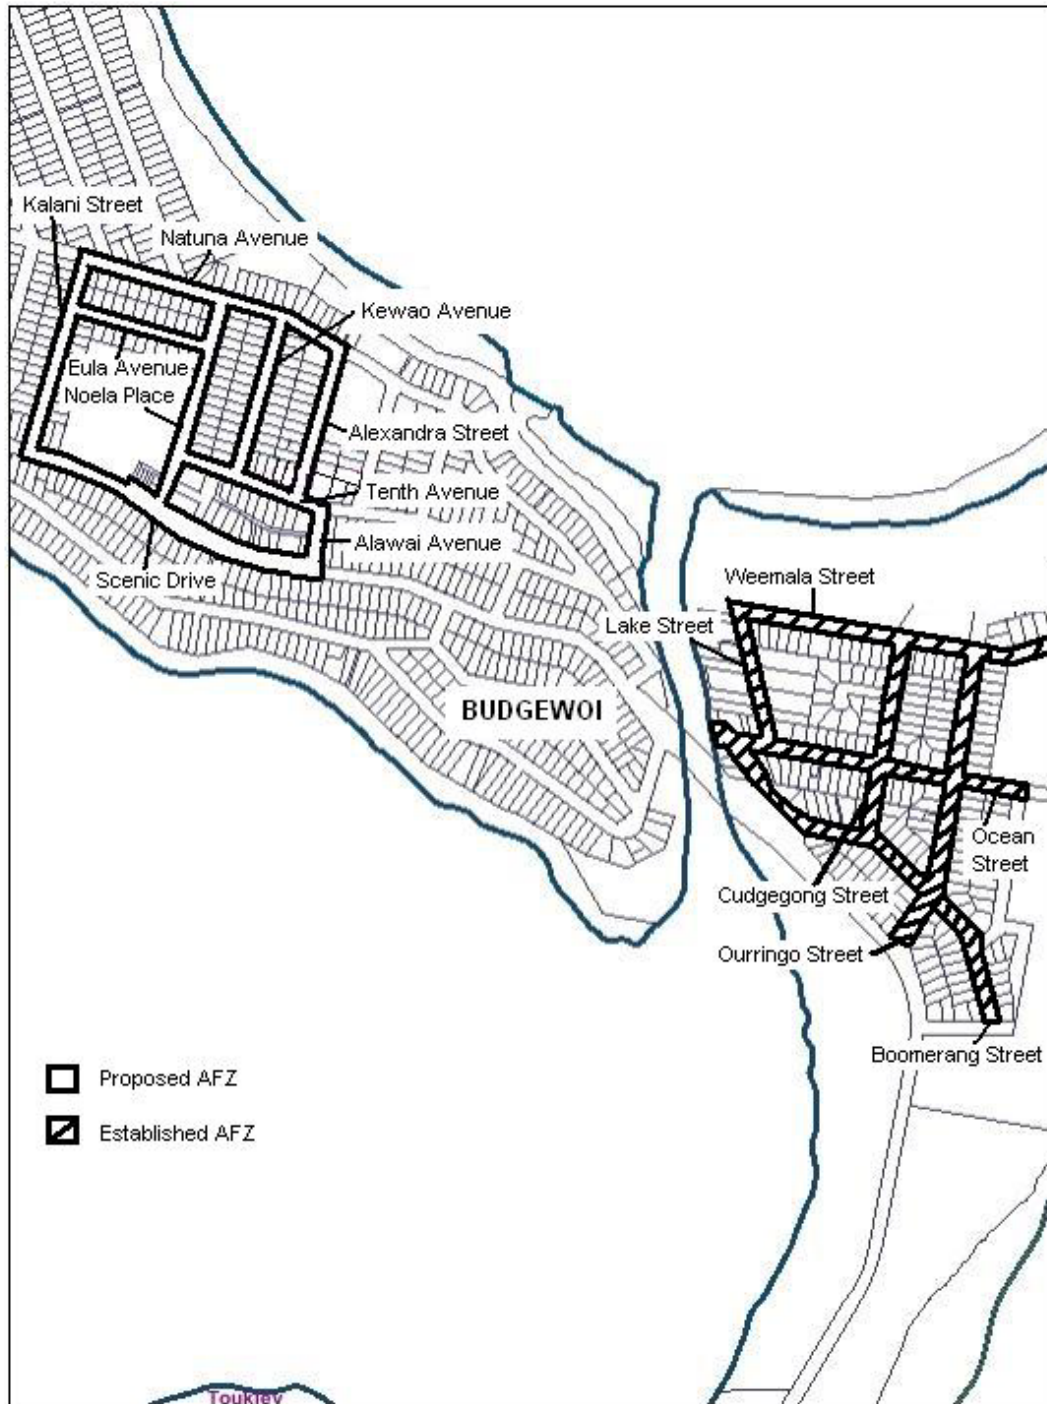 Kalani Street
Natuna Avenue
Kewao Avenue
Eula Avenue
Noela Place
Alexandra Street
Tenth Avenue
Alawai Avenue
Scenic Drive
Weemala Street
Lake Street
BUDGEWOI
Ocean
Street
Cudgegong Street
Ourringo Street
Boomerang Street
Proposed AFZ
Established AFZ
Toukley